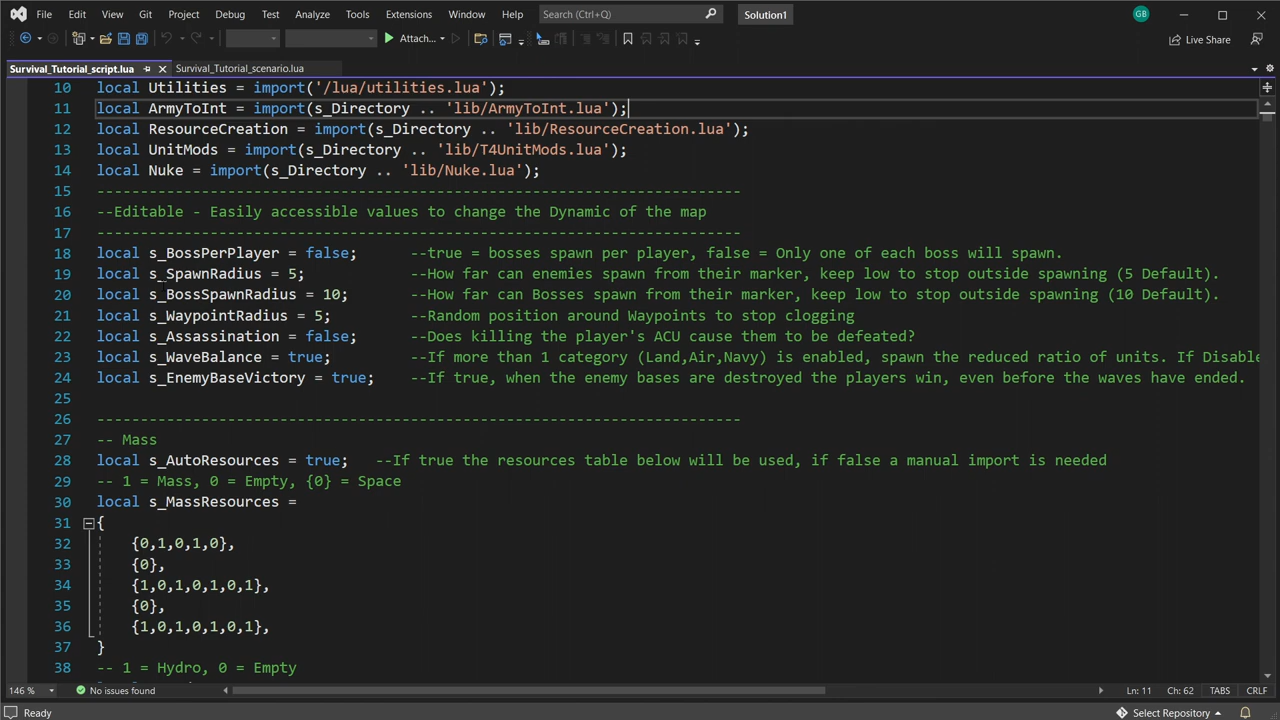 File Edit View Git Project Debug Test Analyze Tools Extensions Window Help Search (Ctrl+Q) Solution1 GB
Attach... Live Share
Survival_Tutorial_script.lua Survival_Tutorial_scenario.lua
10 local Utilities = import('/lua/utilities.lua');
11 local ArmyToInt = import(s_Directory .. 'lib/ArmyToInt.lua');
12 local ResourceCreation = import(s_Directory .. 'lib/ResourceCreation.lua');
13 local UnitMods = import(s_Directory .. 'lib/T4UnitMods.lua');
14 local Nuke = import(s_Directory .. 'lib/Nuke.lua');
15 --------------------------------------------------------------------------
16 --Editable - Easily accessible values to change the Dynamic of the map
17 --------------------------------------------------------------------------
18 local s_BossPerPlayer = false; --true = bosses spawn per player, false = Only one of each boss will spawn.
19 local s_SpawnRadius = 5; --How far can enemies spawn from their marker, keep low to stop outside spawning (5 Default).
20 local s_BossSpawnRadius = 10; --How far can Bosses spawn from their marker, keep low to stop outside spawning (10 Default).
21 local s_WaypointRadius = 5; --Random position around Waypoints to stop clogging
22 local s_Assassination = false; --Does killing the player's ACU cause them to be defeated?
23 local s_WaveBalance = true; --If more than 1 category (Land,Air,Navy) is enabled, spawn the reduced ratio of units. If Disable
24 local s_EnemyBaseVictory = true; --If true, when the enemy bases are destroyed the players win, even before the waves have ended.
25
26 --------------------------------------------------------------------------
27 -- Mass
28 local s_AutoResources = true; --If true the resources table below will be used, if false a manual import is needed
29 -- 1 = Mass, 0 = Empty, {0} = Space
30 local s_MassResources =
31 {
32 {0,1,0,1,0},
33 {0},
34 {1,0,1,0,1,0,1},
35 {0},
36 {1,0,1,0,1,0,1},
37 }
38 -- 1 = Hydro, 0 = Empty
146 % No issues found Ln: 11 Ch: 62 TABS CRLF
Ready Select Repository